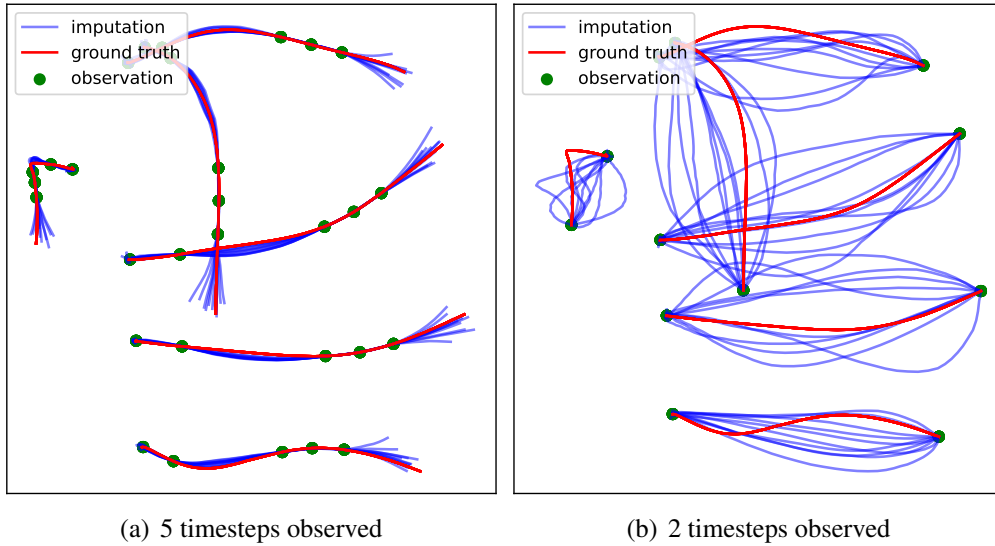 imputation
ground truth
observation
imputation
ground truth
observation
(a) 5 timesteps observed
(b) 2 timesteps observed